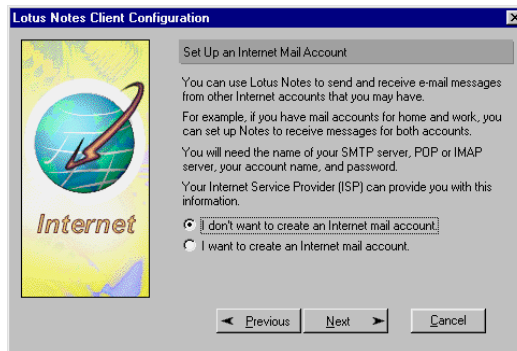 Lotus Notes Client Configuration
Set Up an Internet Mail Account
You can use Lotus Notes to send and receive e-mail messages
from other Internet accounts that you may have.
For example, if you have mail accounts for home and work, you
can set up Notes to receive messages for both accounts.
You will need the name of your SMTP server, POP or IMAP
server, your account name, and password.
Your Internet Service Provider (ISP) can provide you with this
information.
Internet
I don't want to create an Internet mail account.
I want to create an Internet mail account.
Previous Next Cancel